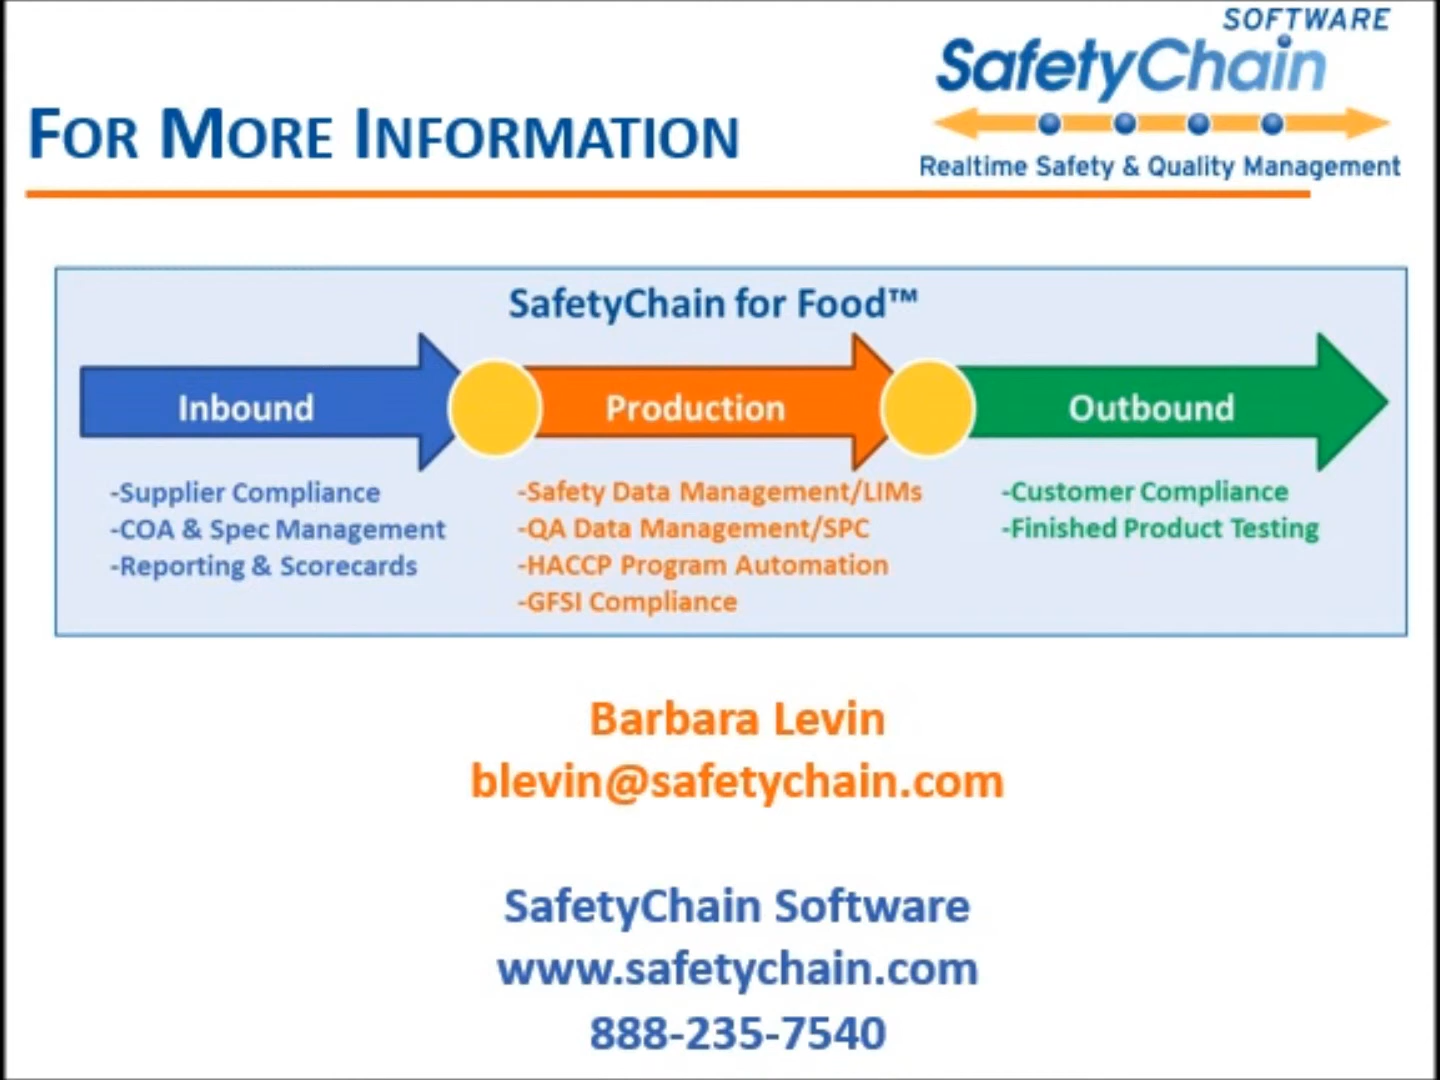 SOFTWARE
SafetyChain
Realtime Safety & Quality Management
FOR MORE INFORMATION
SafetyChain for Food™
Inbound
Production
Outbound
-Supplier Compliance
-COA & Spec Management
-Reporting & Scorecards
-Safety Data Management/LIMs
-QA Data Management/SPC
-HACCP Program Automation
-GFSI Compliance
-Customer Compliance
-Finished Product Testing
Barbara Levin
blevin@safetychain.com
SafetyChain Software
www.safetychain.com
888-235-7540